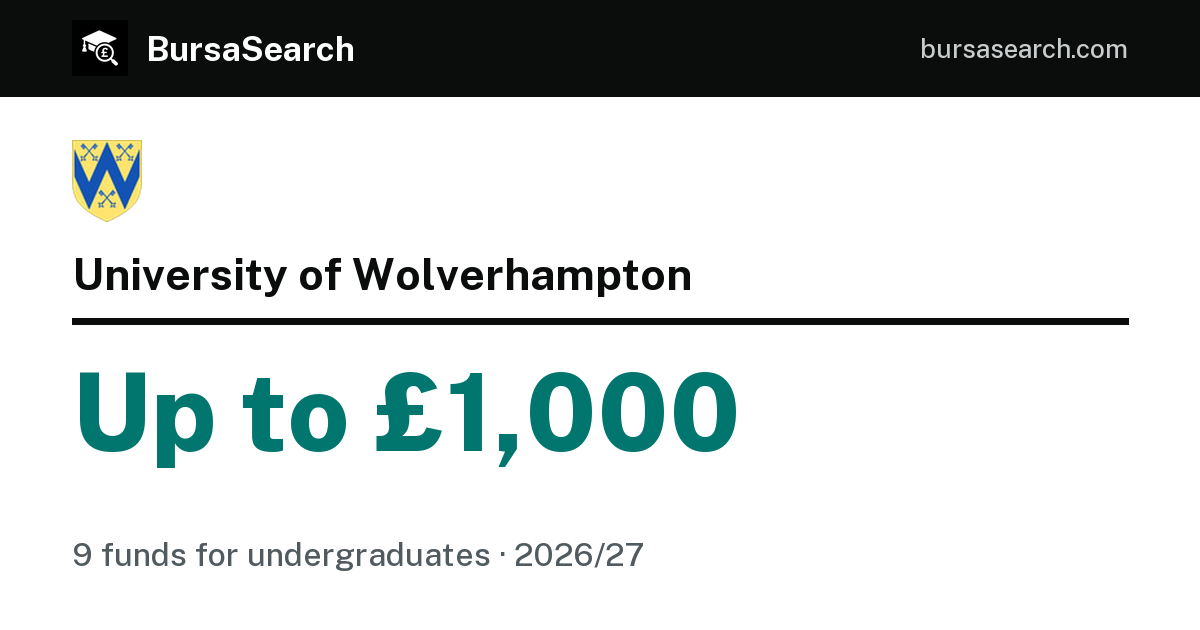 BursaSearch
bursasearch.com
University of Wolverhampton
Up to £1,000
9 funds for undergraduates · 2026/27